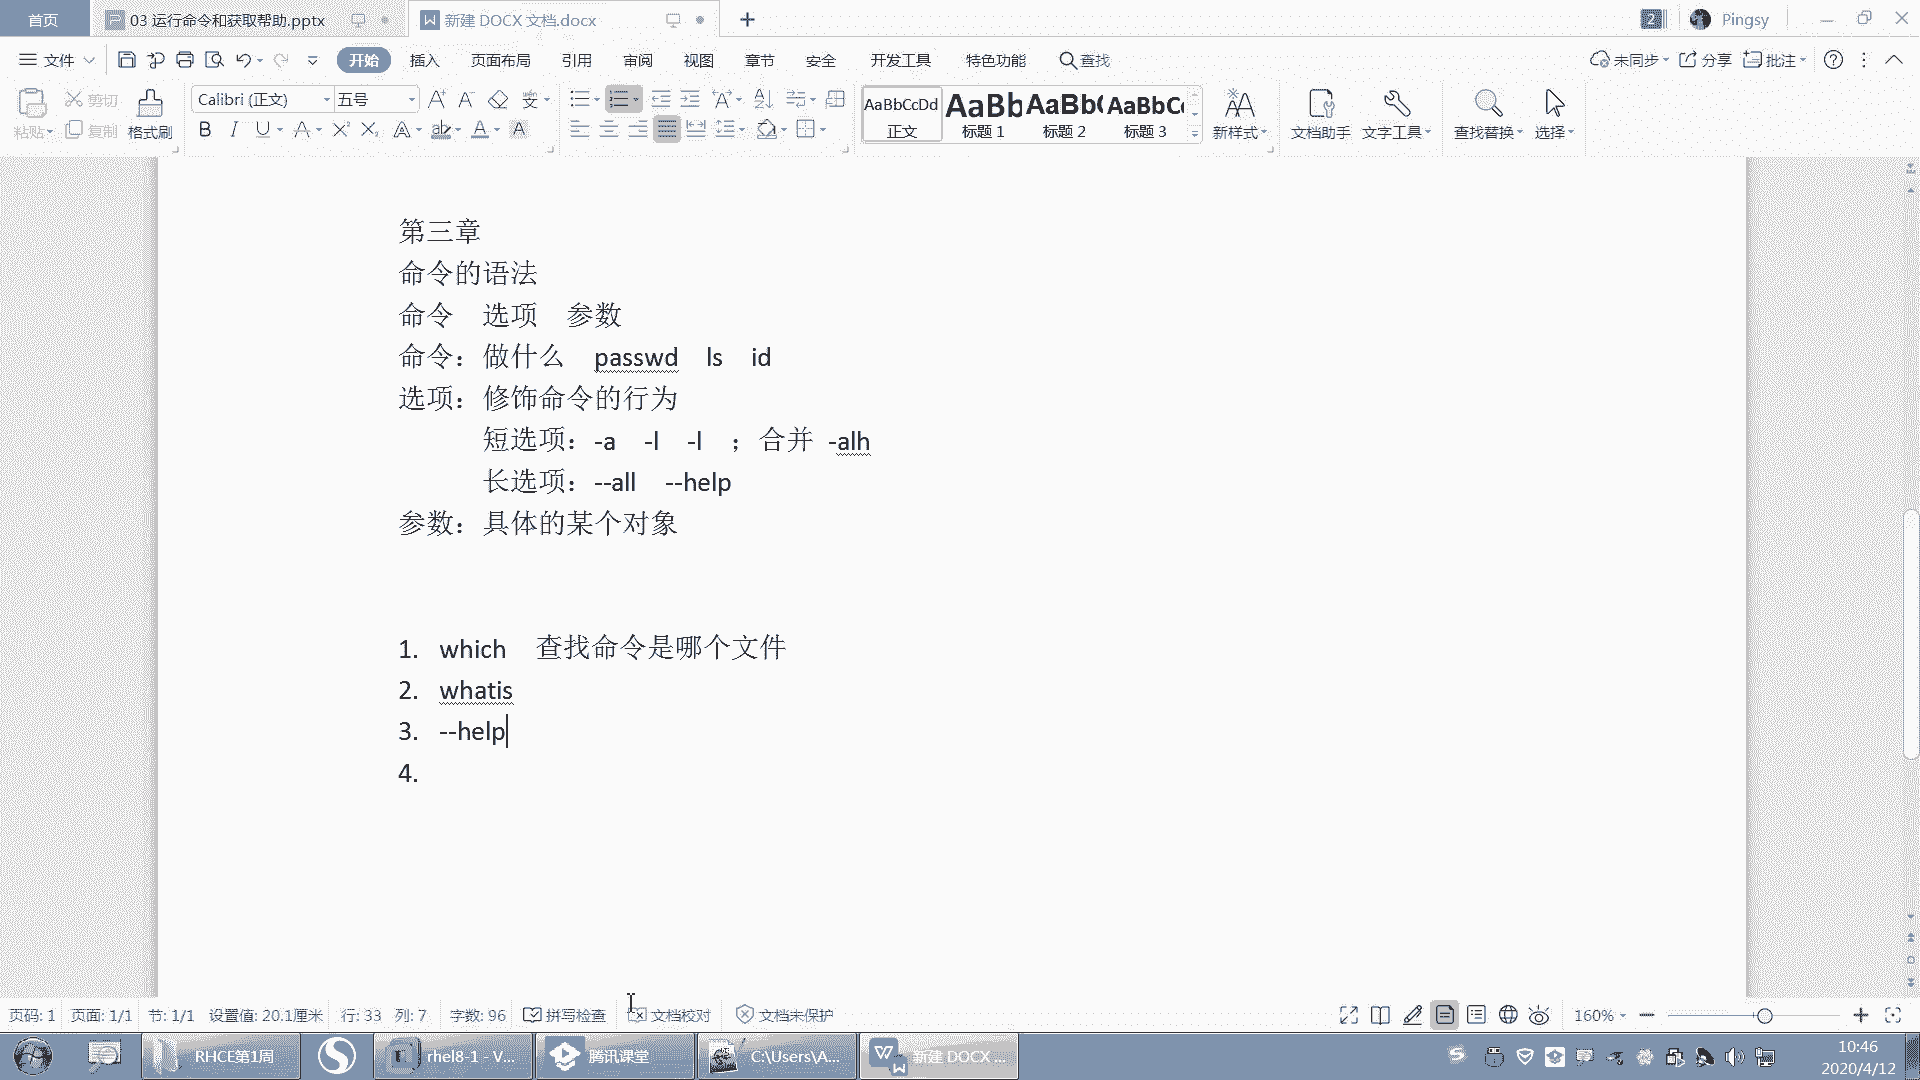 首页 03 运行命令和获取帮助.pptx 新建 DOCX 文档.docx 2 Pingsy
文件 开始 插入 页面布局 引用 审阅 视图 章节 安全 开发工具 特色功能 查找 未同步 分享 批注
粘贴 剪切 复制 格式刷 Calibri (正文) 五号
AaBbCcDd 正文 AaBb 标题 1 AaBb 标题 2 AaBbC 标题 3 新样式 文档助手 文字工具 查找替换 选择
第三章
命令的语法
命令 选项 参数
命令：做什么 passwd ls id
选项：修饰命令的行为
短选项：-a -l -l ；合并 -alh
长选项：--all --help
参数：具体的某个对象
1. which 查找命令是哪个文件
2. whatis
3. --help
4.
页码: 1 页面: 1/1 节: 1/1 设置值: 20.1厘米 行: 33 列: 7 字数: 96 拼写检查 文档校对 文档未保护 160%
RHCE第1周 rhel8-1 - V... 腾讯课堂 C:\Users\A... 新建 DOCX ... 10:46
2020/4/12